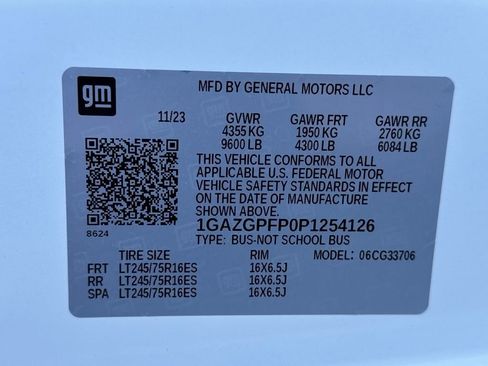 gm
MFD BY GENERAL MOTORS LLC
11/23 GVWR GAWR FRT GAWR RR
4355 KG 1950 KG 2760 KG
9600 LB 4300 LB 6084 LB
THIS VEHICLE CONFORMS TO ALL
APPLICABLE U.S. FEDERAL MOTOR
VEHICLE SAFETY STANDARDS IN EFFECT
ON THE DATE OF MANUFACTURE
SHOWN ABOVE.
8624
1GAZGPFP0P1254126
TYPE: BUS-NOT SCHOOL BUS
TIRE SIZE RIM MODEL: 06CG33706
FRT LT245/75R16ES 16X6.5J
RR LT245/75R16ES 16X6.5J
SPA LT245/75R16ES 16X6.5J